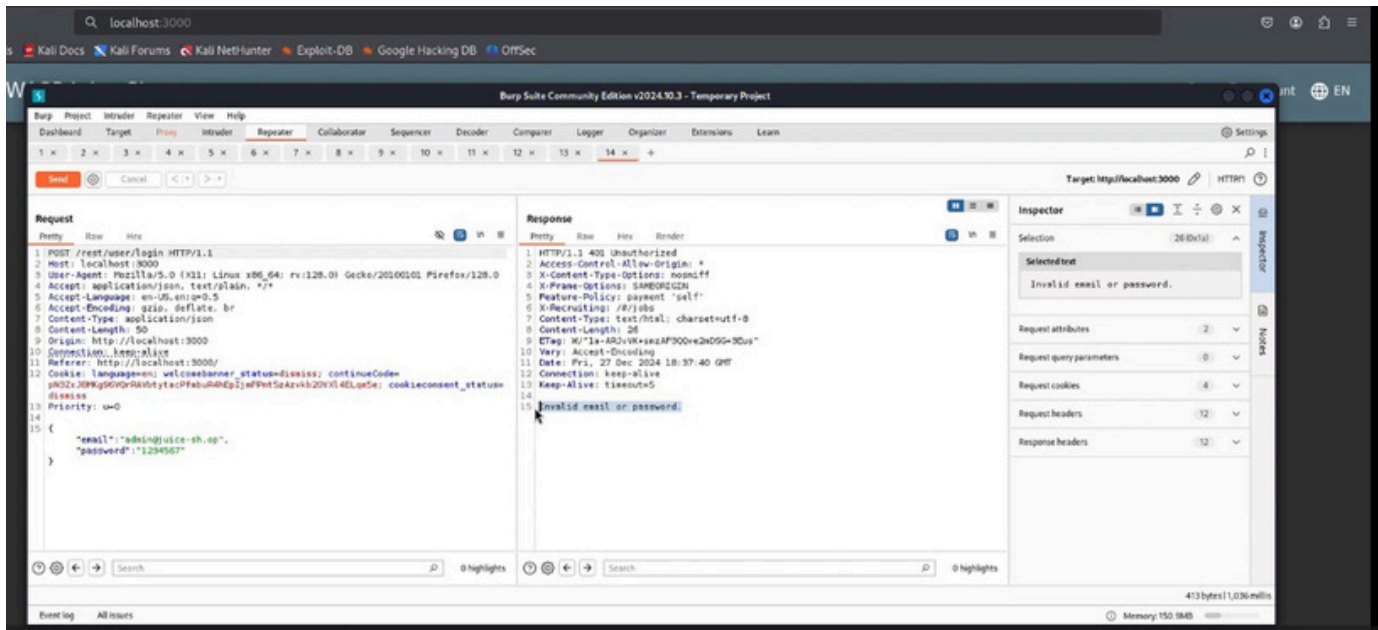 localhost:3000
Kali Docs Kali Forums Kali NetHunter Exploit-DB Google Hacking DB OffSec
EN
Burp Suite Community Edition v2024.10.3 - Temporary Project
Burp Project Intruder Repeater View Help
Dashboard Target Proxy Intruder Repeater Collaborator Sequencer Decoder Comparer Logger Organizer Extensions Learn Settings
1 2 3 4 5 6 7 8 9 10 11 12 13 14
Send Cancel Target: http://localhost:3000 HTTP/1
Request
Pretty Raw Hex
1 POST /rest/user/login HTTP/1.1
2 Host: localhost:3000
3 User-Agent: Mozilla/5.0 (X11; Linux x86_64; rv:128.0) Gecko/20100101 Firefox/128.0
4 Accept: application/json, text/plain, */*
5 Accept-Language: en-US,en;q=0.5
6 Accept-Encoding: gzip, deflate, br
7 Content-Type: application/json
8 Content-Length: 50
9 Origin: http://localhost:3000
10 Connection: keep-alive
11 Referer: http://localhost:3000/
12 Cookie: language=en; welcomebanner_status=dismiss; continueCode=
cookieconsent_status=
dismiss
13 Priority: u=0
14
15 {
"email":"admin@juice-sh.op",
"password":"1234567"
}
Search 0 highlights
Response
Pretty Raw Hex Render
1 HTTP/1.1 401 Unauthorized
2 Access-Control-Allow-Origin: *
3 X-Content-Type-Options: nosniff
4 X-Frame-Options: SAMEORIGIN
5 Feature-Policy: payment 'self'
6 X-Recruiting: /#/jobs
7 Content-Type: text/html; charset=utf-8
8 Content-Length: 26
9 ETag:
10 Vary: Accept-Encoding
11 Date: Fri, 27 Dec 2024 18:37:40 GMT
12 Connection: keep-alive
13 Keep-Alive: timeout=5
14
15 Invalid email or password.
Search 0 highlights
Inspector
Selection 26 (0x1a)
Selected text
Invalid email or password.
Request attributes 2
Request query parameters 0
Request cookies 4
Request headers 12
Response headers 12
Inspector
Notes
413 bytes | 1,036 millis
Event log All issues Memory: 150.9MB